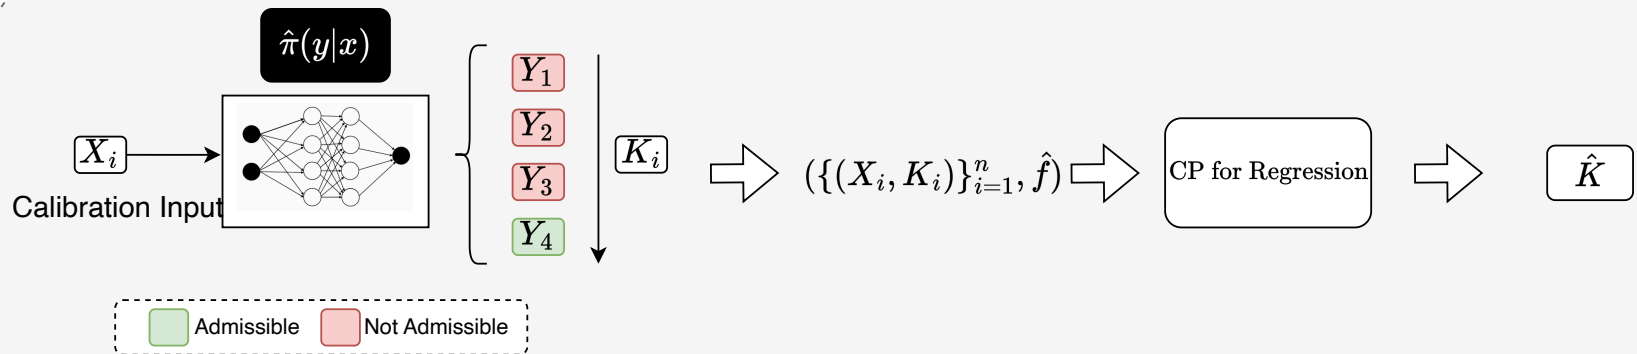 π̂(y|x)
X_i
Calibration Input
Y_1
Y_2
Y_3
Y_4
K_i
({(X_i, K_i)}_{i=1}^n, f̂)
CP for Regression
K̂
Admissible
Not Admissible